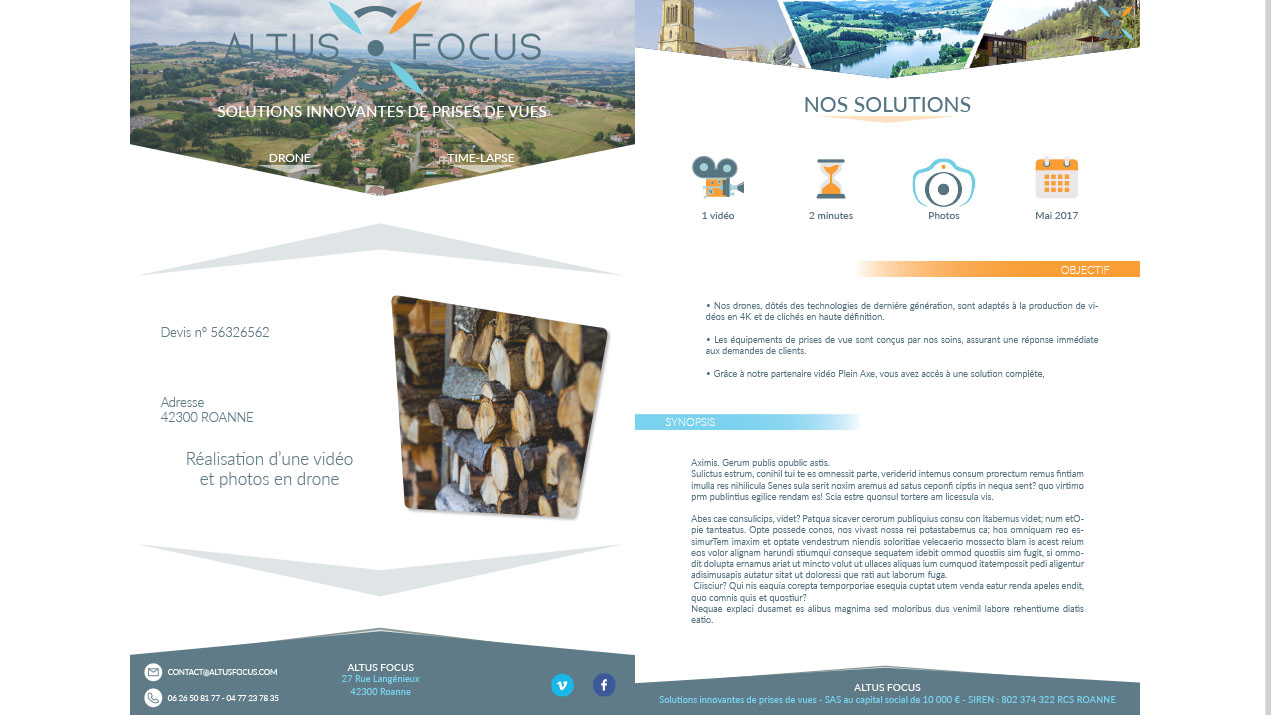 ALTUS FOCUS
SOLUTIONS INNOVANTES DE PRISES DE VUES
DRONE
TIME-LAPSE
Devis n° 56326562
Adresse
42300 ROANNE
Réalisation d'une vidéo
et photos en drone
CONTACT@ALTUSFOCUS.COM
06 26 50 81 77 - 04 77 23 78 35
ALTUS FOCUS
27 Rue Langénieux
42300 Roanne
NOS SOLUTIONS
1 vidéo
2 minutes
Photos
Mai 2017
OBJECTIF
• Nos drones, dôtés des technologies de dernière génération, sont adaptés à la production de vi-
déos en 4K et de clichés en haute définition.
• Les équipements de prises de vue sont conçus par nos soins, assurant une réponse immédiate
aux demandes de clients.
• Grâce à notre partenaire vidéo Plein Axe, vous avez accès à une solution complète,
SYNOPSIS
Aximis. Gerum publis opublic astis.
Sulictus estrum, conihil tui te es omnessit parte, veriderid intemus consum prorectum remus fintiam
imulla res nihilicula Senes sula serit noxim aremus ad satus ceponfi ciptis in nequa sent? quo virtimo
prm publintius egilice rendam es! Scia estre quonsul tortere am licessula vis.
Abes cae consulicips, videt? Patqua sicaver cerorum publiquius consu con Itabemus videt; num etO-
pie tanteatus. Opte possede conos, nos vivast nossa rei potastabemus ca; hos omniquam reo es-
simurTem imaxim et optate vendestrum niendis soloritiae velecaerio mossecto blam is acest reium
eos volor alignam harundi stiumqui conseque sequatem idebit ommod quostiis sim fugit, si ommo-
dit dolupta ernamus ariat ut mincto volut ut ullaces aliquas ium cumquod itatempossit pedi aligentur
adisimusapis autatur sitat ut doloressi que rati aut laborum fuga.
Ciisciur? Qui nis eaquia corepta temporporiae esequia cuptat utem venda eatur renda apeles endit,
quo comnis quis et quostiur?
Nequae explaci dusamet es alibus magnima sed moloribus dus venimil labore rehentiume diatis
eatio.
ALTUS FOCUS
Solutions innovantes de prises de vues - SAS au capital social de 10 000 € - SIREN : 802 374 322 RCS ROANNE